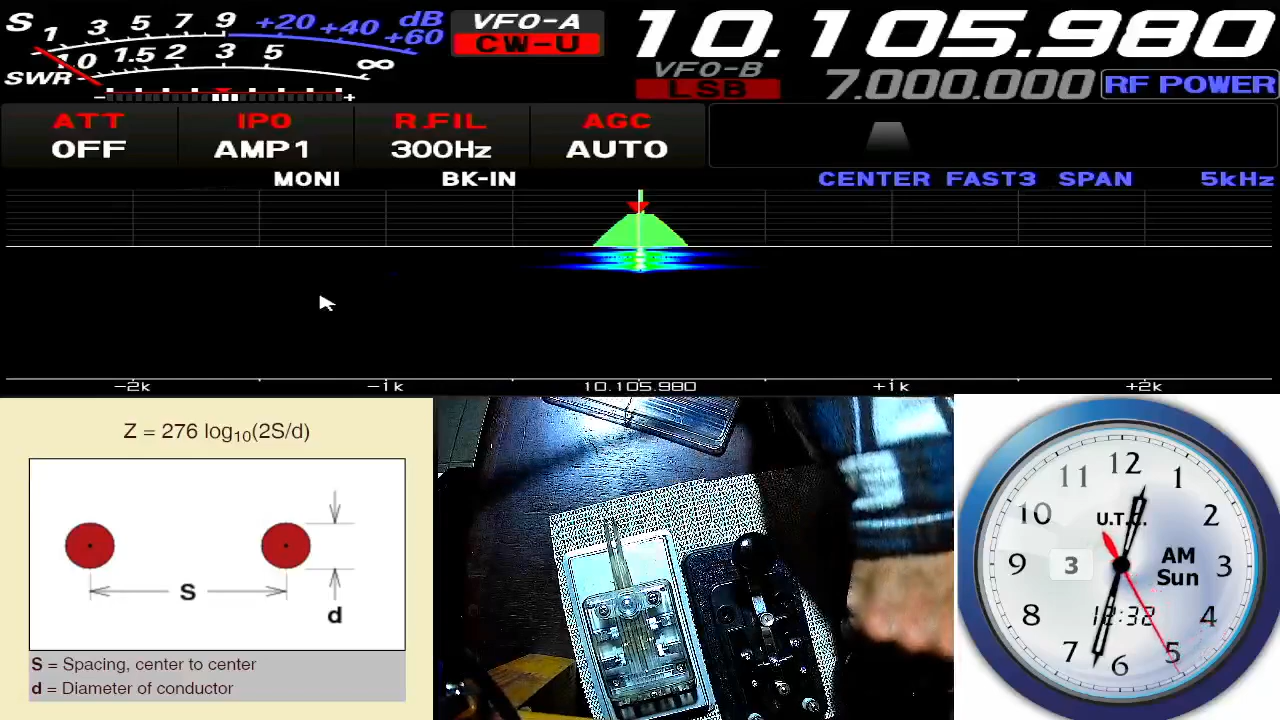 S 1 3 5 7 9 +20 +40 +60 dB
SWR 1.0 1.5 2 3 5 ∞
- +
VFO-A
CW-U
10.105.980
VFO-B
LSB
7.000.000
RF POWER
ATT IPO R.FIL AGC
OFF AMP1 300Hz AUTO
MONI BK-IN CENTER FAST3 SPAN 5kHz
-2k -1k 10.105.980 +1k +2k
Z = 276 log10(2S/d)
S
d
S = Spacing, center to center
d = Diameter of conductor
12 1 2 3 4 5 6 7 8 9 10 11
U.T.C.
3
AM
Sun
12:32